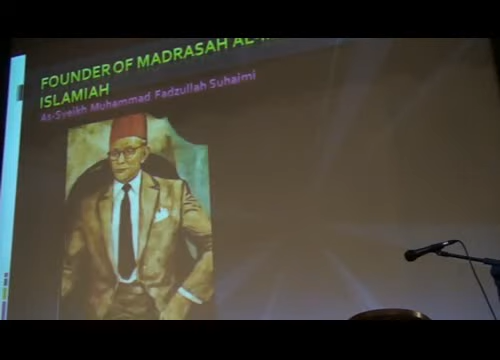 FOUNDER OF MADRASAH AL-
ISLAMIAH
As-Syeikh Muhammad Fadzullah Suhaimi